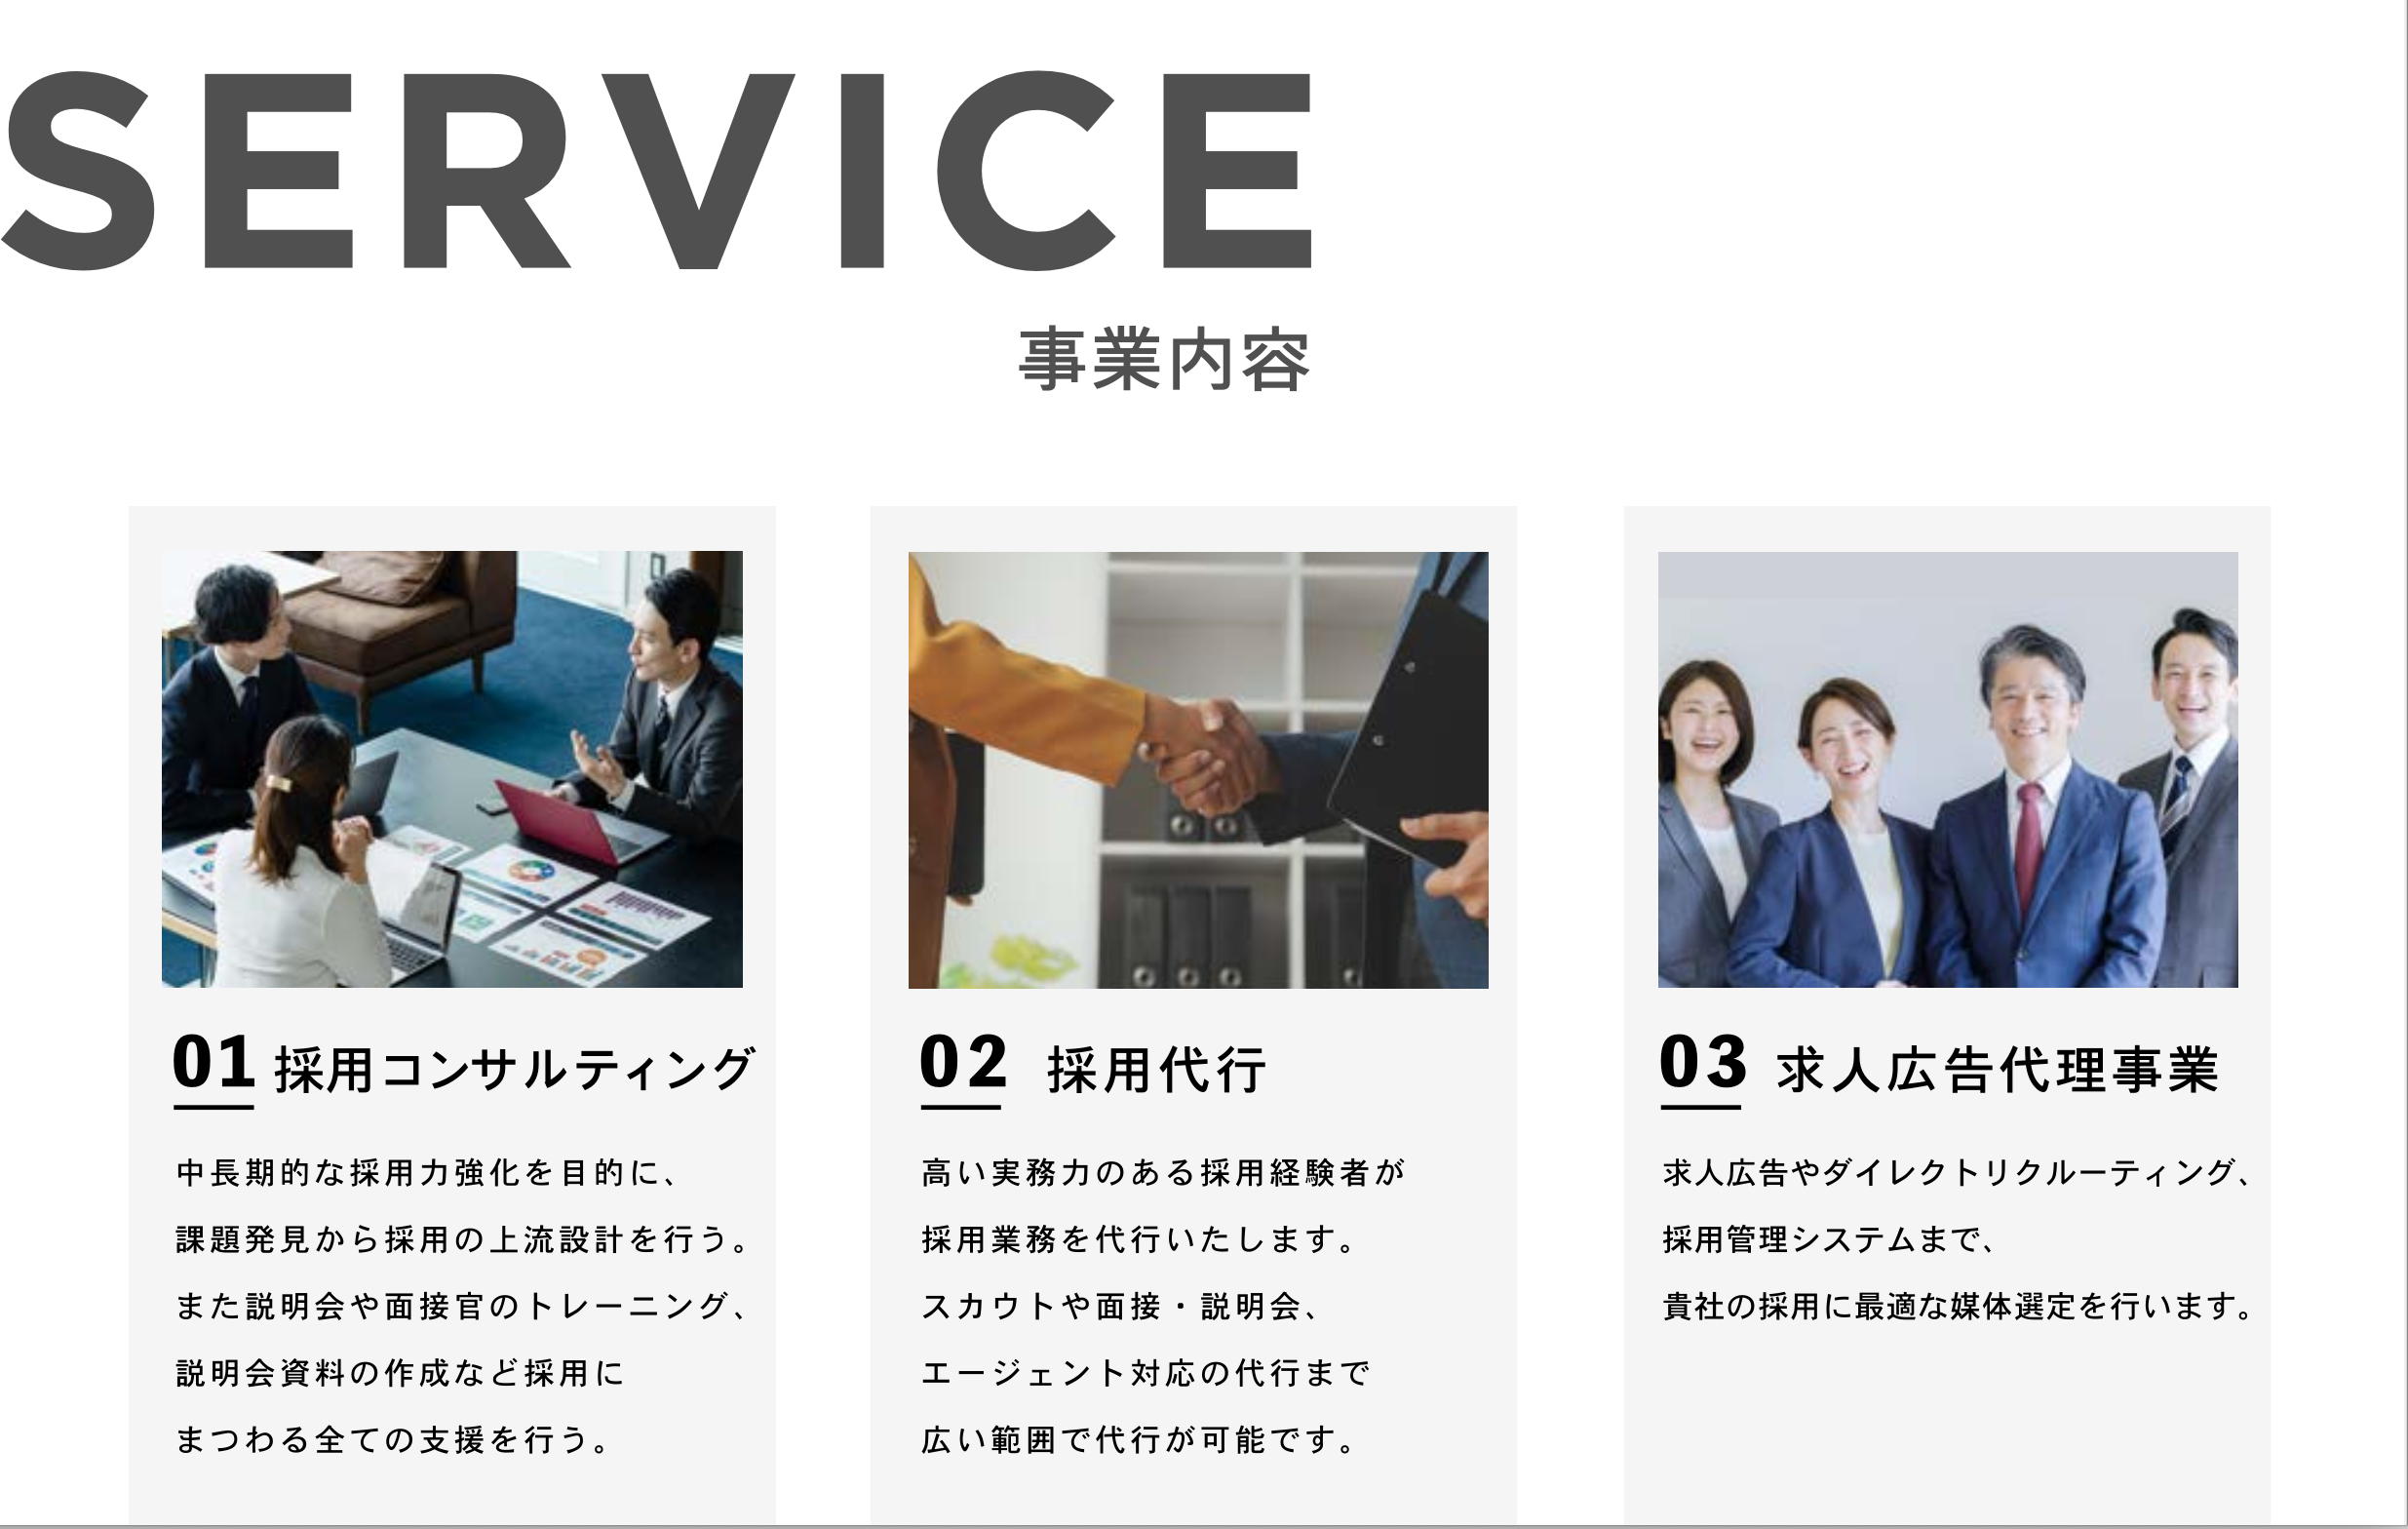 SERVICE
事業内容
01 採用コンサルティング
中長期的な採用力強化を目的に、
課題発見から採用の上流設計を行う。
また説明会や面接官のトレーニング、
説明会資料の作成など採用に
まつわる全ての支援を行う。
02 採用代行
高い実務力のある採用経験者が
採用業務を代行いたします。
スカウトや面接・説明会、
エージェント対応の代行まで
広い範囲で代行が可能です。
03 求人広告代理事業
求人広告やダイレクトリクルーティング、
採用管理システムまで、
貴社の採用に最適な媒体選定を行います。